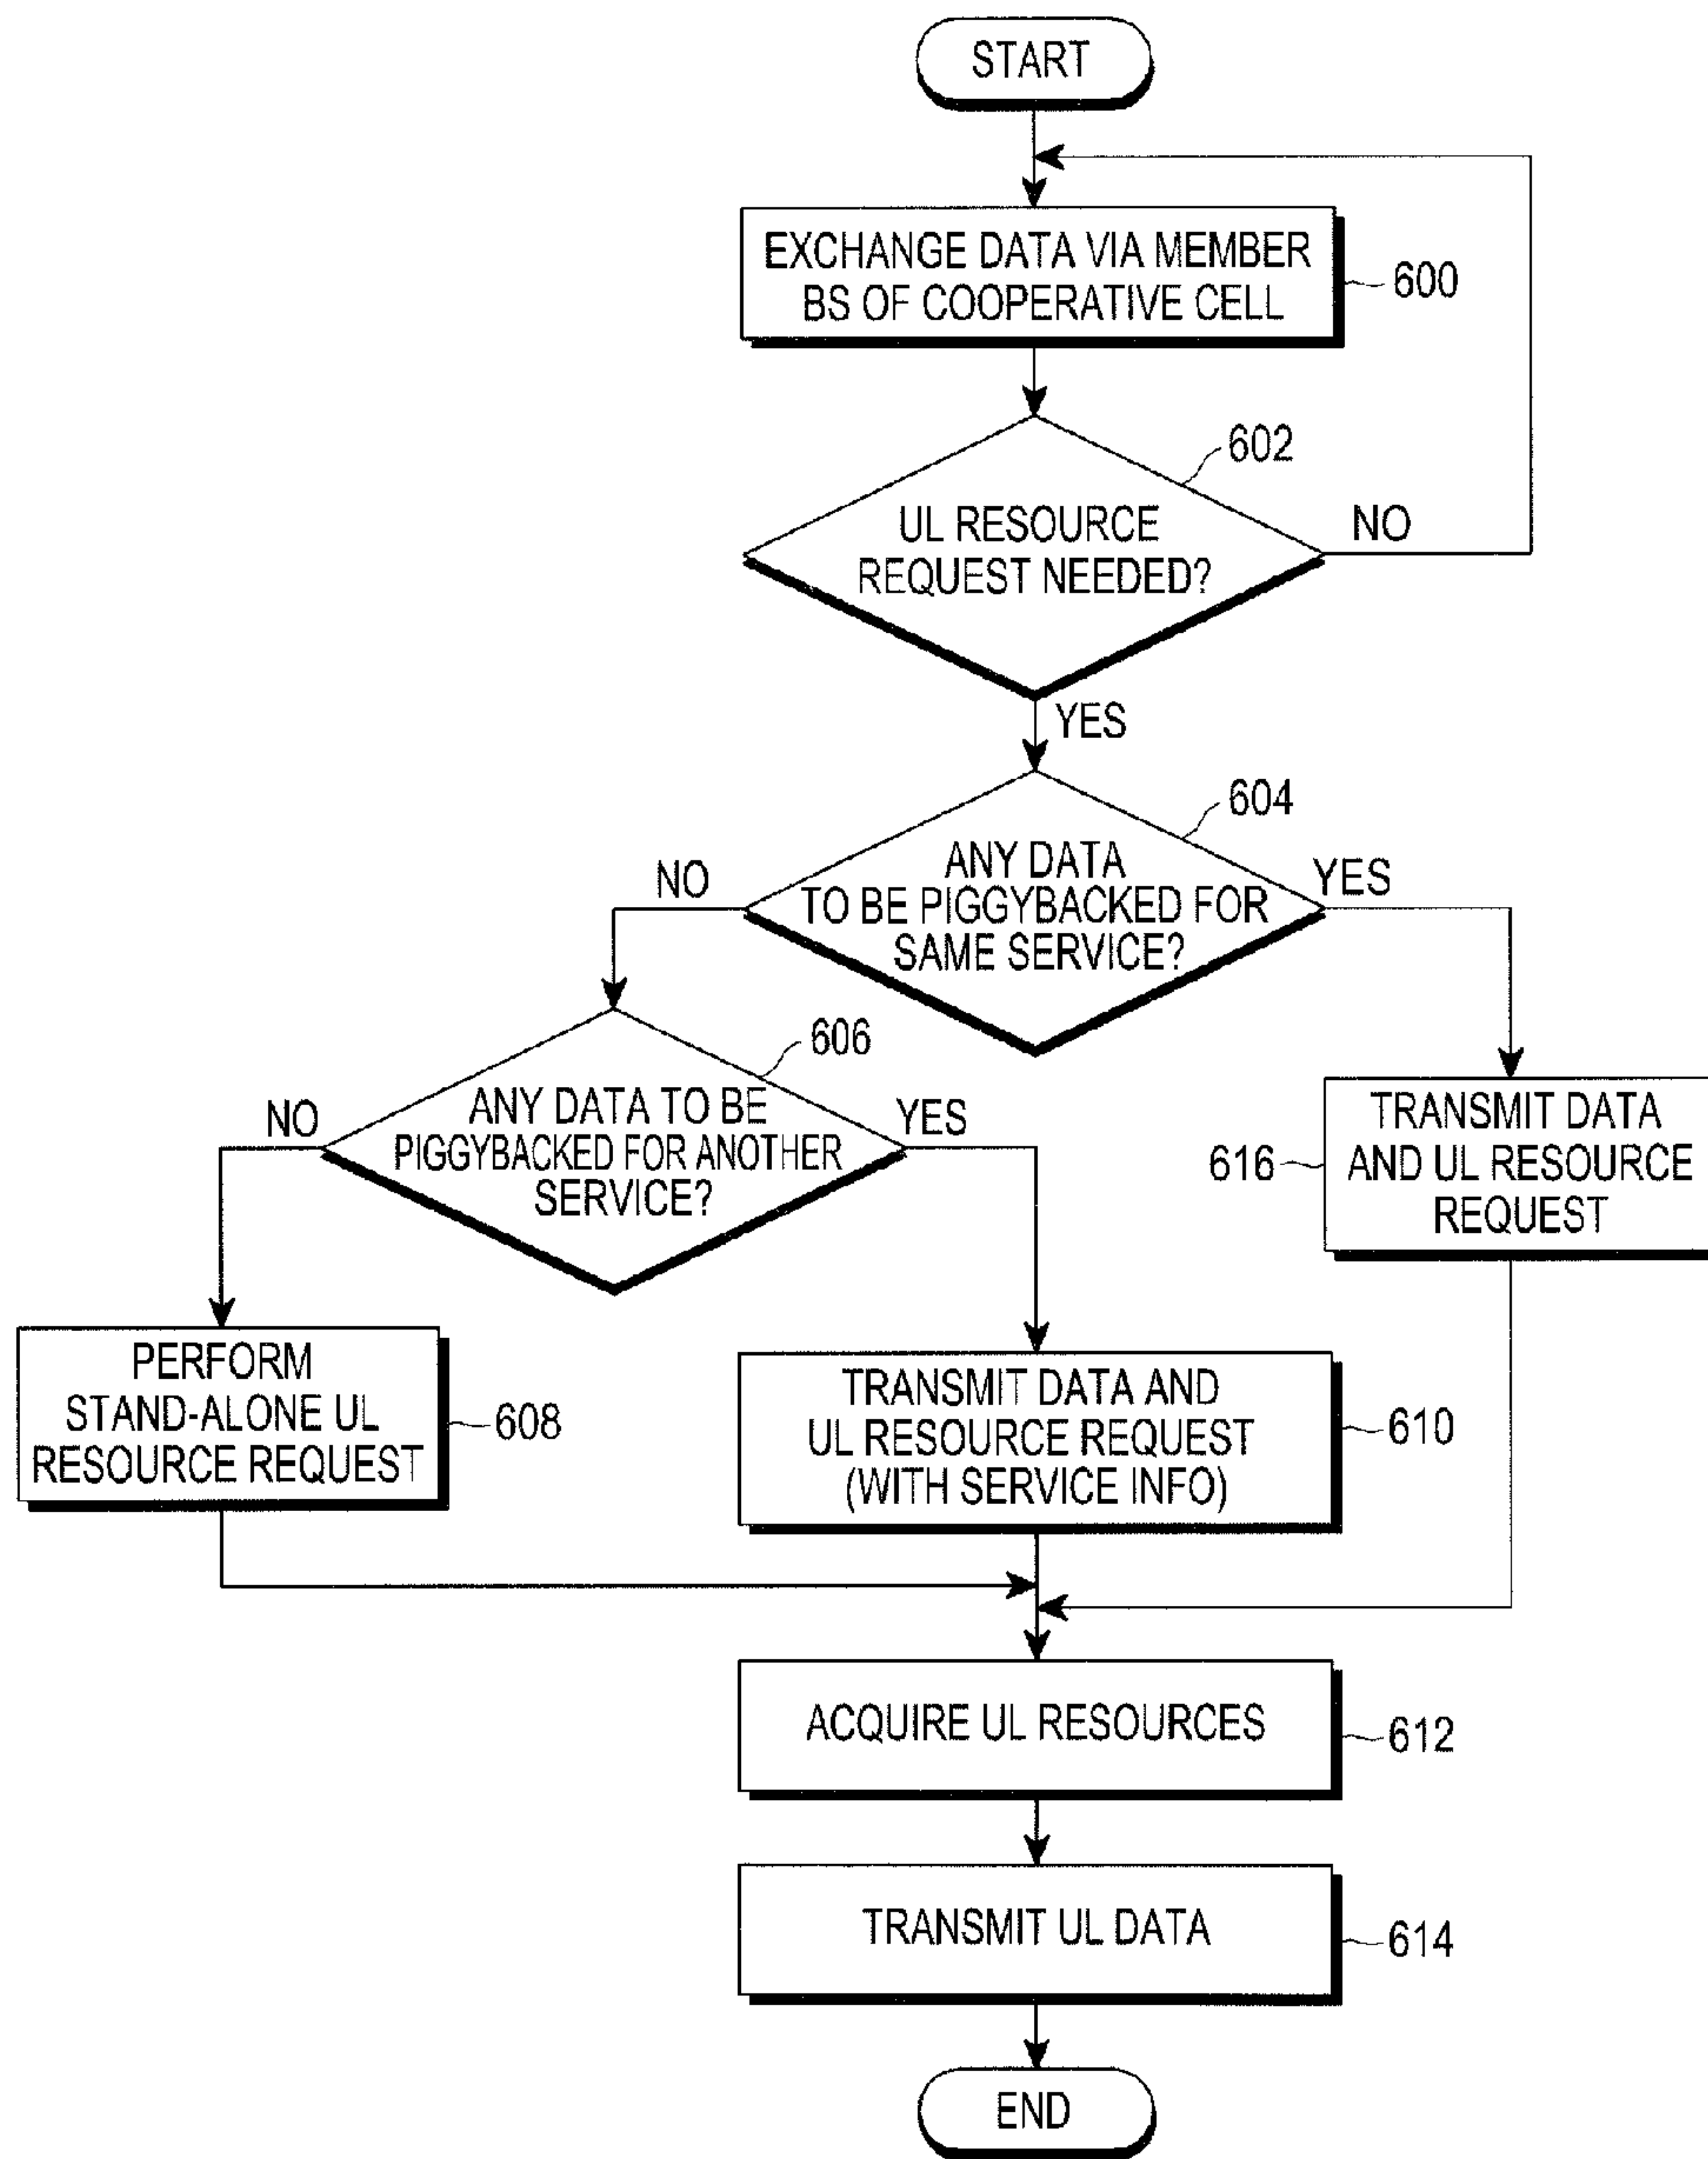 START
EXCHANGE DATA VIA MEMBER
BS OF COOPERATIVE CELL
600
602
UL RESOURCE
REQUEST NEEDED?
NO
YES
604
ANY DATA
TO BE PIGGYBACKED FOR
SAME SERVICE?
NO
YES
606
ANY DATA TO BE
PIGGYBACKED FOR ANOTHER
SERVICE?
NO
YES
TRANSMIT DATA
AND UL RESOURCE
REQUEST
616
PERFORM
STAND-ALONE UL
RESOURCE REQUEST
608
TRANSMIT DATA AND
UL RESOURCE REQUEST
(WITH SERVICE INFO)
610
ACQUIRE UL RESOURCES
612
TRANSMIT UL DATA
614
END